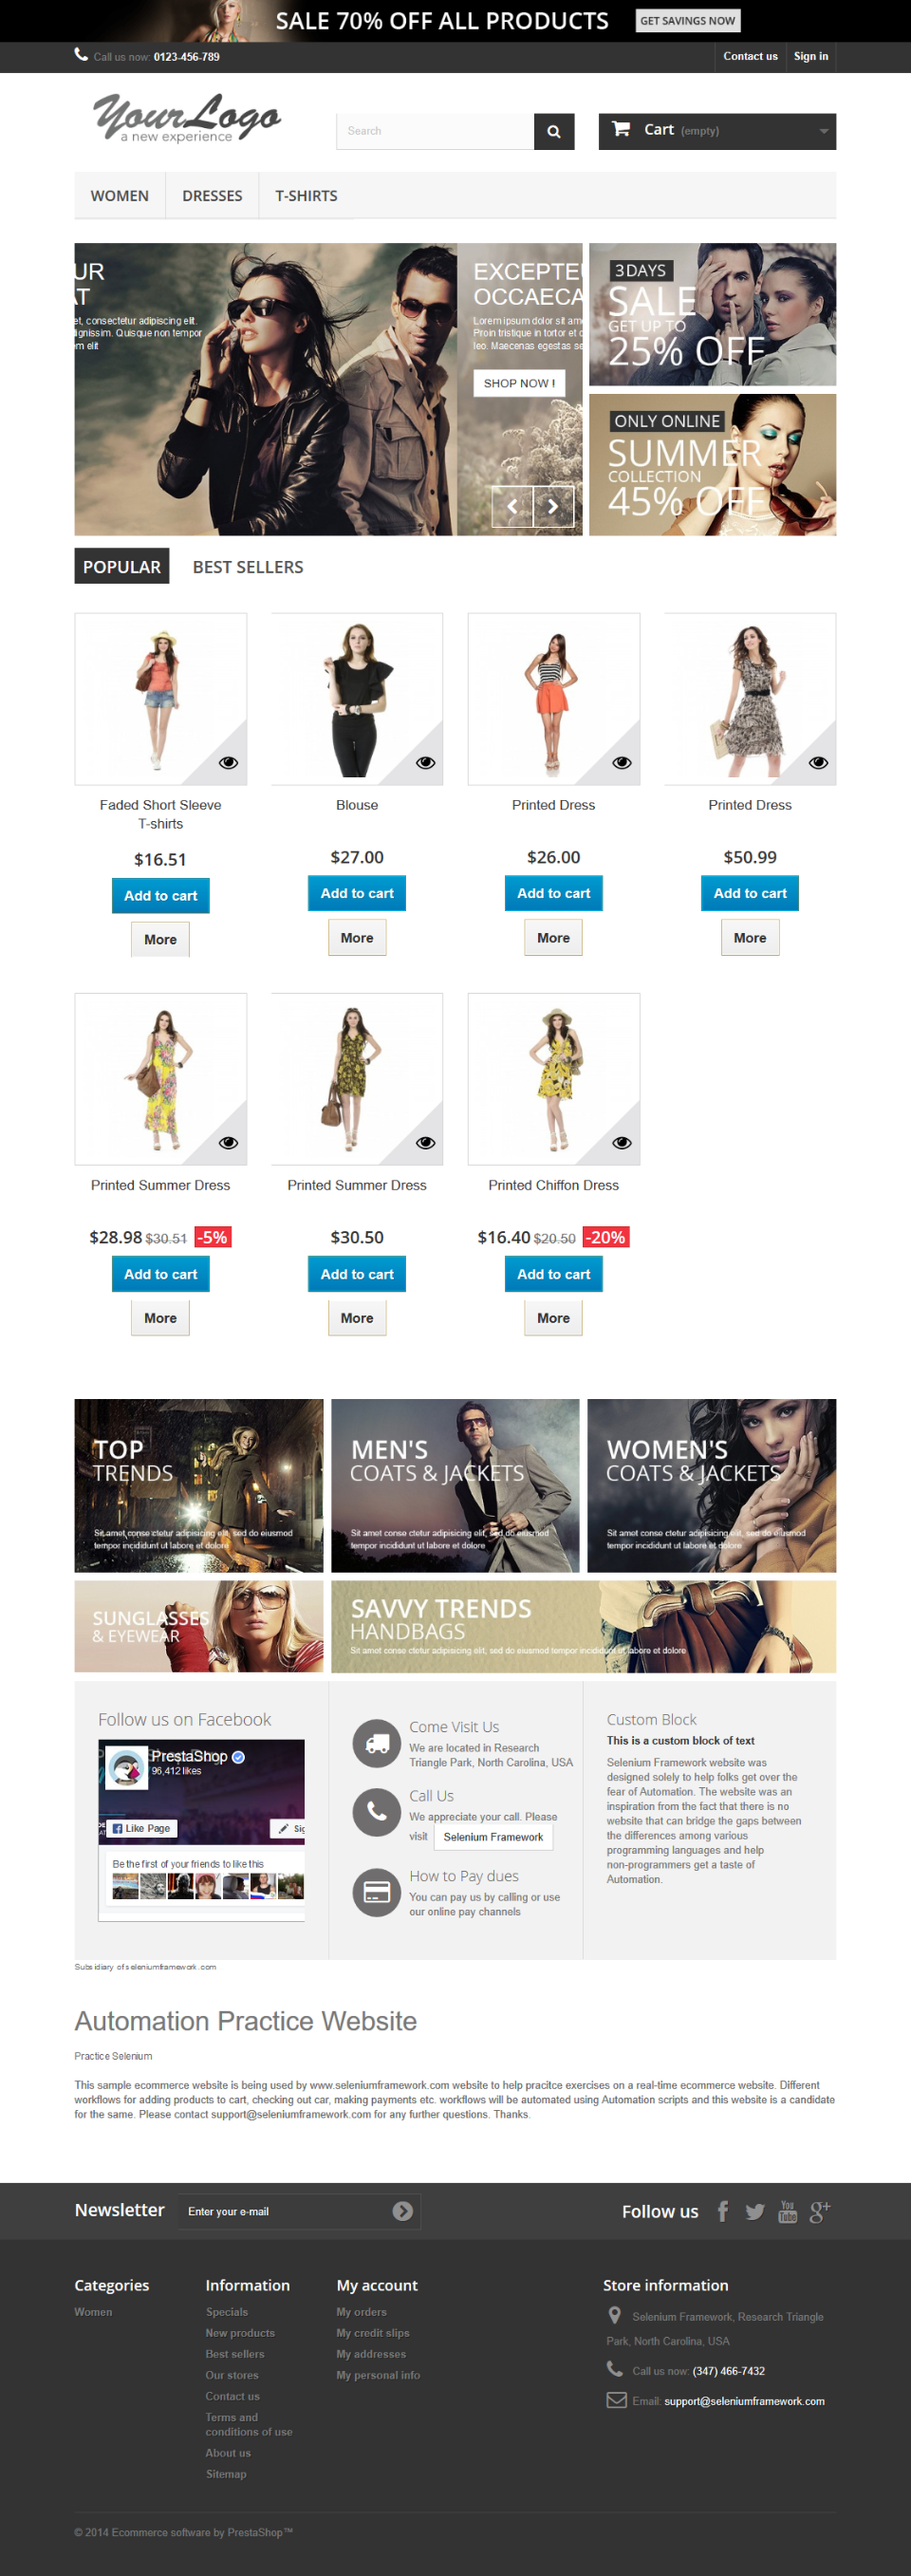 SALE 70% OFF ALL PRODUCTS
GET SAVINGS NOW
Call us now: 0123-456-789
Contact us
Sign in
YourLogo
a new experience
Search
Cart (empty)
WOMEN
DRESSES
T-SHIRTS
UR
AT
et, consectetur adipiscing elit.
dignissim. Quisque non tempor
em elit
EXCEPTE
OCCAECA
Lorem ipsum dolor sit am
Proin tristique in tortor et d
leo. Maecenas egestas se
SHOP NOW !
3DAYS
SALE
GET UP TO
25% OFF
ONLY ONLINE
SUMMER
COLLECTION
45% OFF
POPULAR
BEST SELLERS
Faded Short Sleeve
T-shirts
$16.51
Add to cart
More
Blouse
$27.00
Add to cart
More
Printed Dress
$26.00
Add to cart
More
Printed Dress
$50.99
Add to cart
More
Printed Summer Dress
$28.98 $30.51 -5%
Add to cart
More
Printed Summer Dress
$30.50
Add to cart
More
Printed Chiffon Dress
$16.40 $20.50 -20%
Add to cart
More
TOP
TRENDS
Sit amet conse ctetur adipisicing elit, sed do eiusmod
tempor incididunt ut labore et dolore
MEN'S
COATS & JACKETS
Sit amet conse ctetur adipisicing elit, sed do eiusmod
tempor incididunt ut labore et dolore
WOMEN'S
COATS & JACKETS
Sit amet conse ctetur adipisicing elit, sed do eiusmod
tempor incididunt ut labore et dolore
SUNGLASSES
& EYEWEAR
SAVVY TRENDS
HANDBAGS
Sit amet conse ctetur adipisicing elit, sed do eiusmod tempor incididunt ut labore et dolore
Follow us on Facebook
PrestaShop
96,412 likes
Like Page
Sig
Be the first of your friends to like this
Come Visit Us
We are located in Research
Triangle Park, North Carolina, USA
Call Us
We appreciate your call. Please
visit Selenium Framework
How to Pay dues
You can pay us by calling or use
our online pay channels
Custom Block
This is a custom block of text
Selenium Framework website was
designed solely to help folks get over the
fear of Automation. The website was an
inspiration from the fact that there is no
website that can bridge the gaps between
the differences among various
programming languages and help
non-programmers get a taste of
Automation.
Subsidiary of seleniumframework.com
Automation Practice Website
Practice Selenium
This sample ecommerce website is being used by www.seleniumframework.com website to help pracitce exercises on a real-time ecommerce website. Different
workflows for adding products to cart, checking out car, making payments etc. workflows will be automated using Automation scripts and this website is a candidate
for the same. Please contact support@seleniumframework.com for any further questions. Thanks.
Newsletter
Enter your e-mail
Follow us
You
Tube
g+
Categories
Women
Information
Specials
New products
Best sellers
Our stores
Contact us
Terms and
conditions of use
About us
Sitemap
My account
My orders
My credit slips
My addresses
My personal info
Store information
Selenium Framework, Research Triangle
Park, North Carolina, USA
Call us now: (347) 466-7432
Email: support@seleniumframework.com
© 2014 Ecommerce software by PrestaShop™